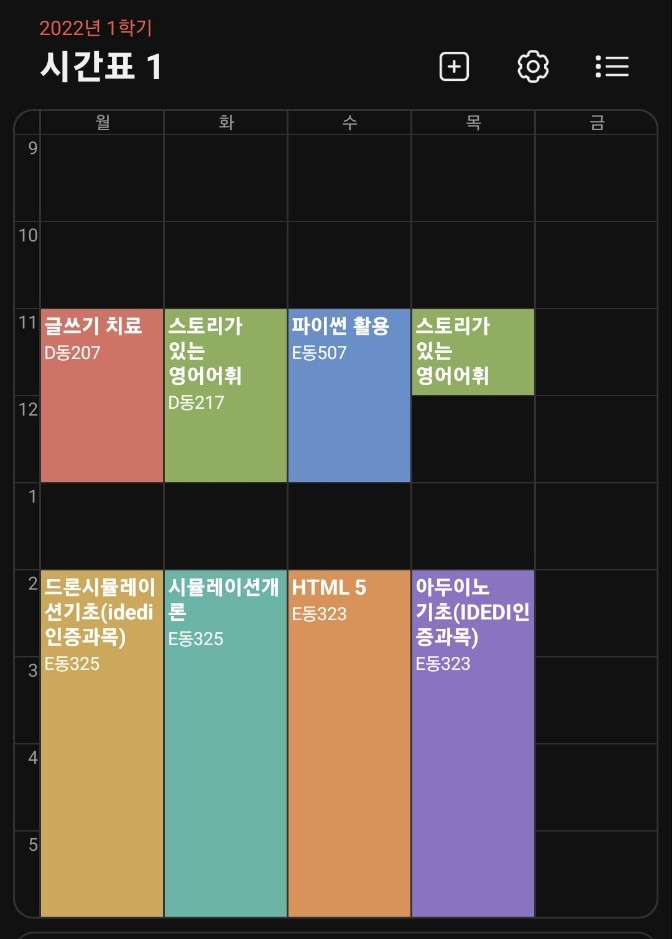 2022년 1학기
시간표 1
월 화 수 목 금
9
10
11
12
1
2
3
4
5
글쓰기 치료
D동207
스토리가
있는
영어어휘
D동217
파이썬 활용
E동507
스토리가
있는
영어어휘
드론시뮬레이
션기초(idedi
인증과목)
E동325
시뮬레이션개
론
E동325
HTML 5
E동323
아두이노
기초(IDEDI인
증과목)
E동323